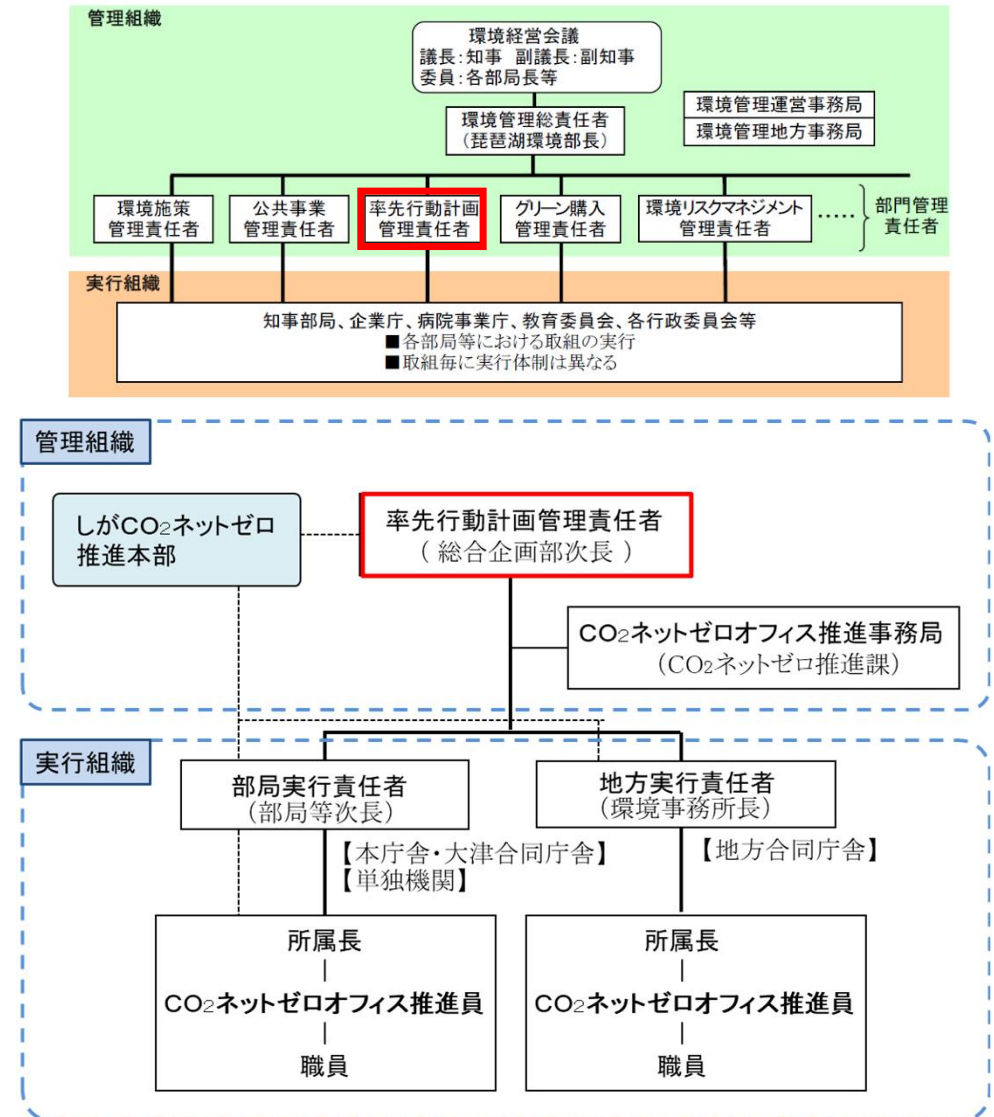 管理組織
環境経営会議
議長:知事 副議長:副知事
委員:各部局長等
環境管理総責任者
(琵琶湖環境部長)
環境管理運営事務局
環境管理地方事務局
環境施策
管理責任者
公共事業
管理責任者
率先行動計画
管理責任者
グリーン購入
管理責任者
環境リスクマネジメント
管理責任者
・・・・・
部門管理
責任者
実行組織
知事部局、企業庁、病院事業庁、教育委員会、各行政委員会等
■各部局等における取組の実行
■取組毎に実行体制は異なる
管理組織
しがCO2ネットゼロ
推進本部
率先行動計画管理責任者
( 総合企画部次長 )
CO2ネットゼロオフィス推進事務局
(CO2ネットゼロ推進課)
実行組織
部局実行責任者
(部局等次長)
【本庁舎・大津合同庁舎】
【単独機関】
所属長
CO2ネットゼロオフィス推進員
職員
地方実行責任者
(環境事務所長)
【地方合同庁舎】
所属長
CO2ネットゼロオフィス推進員
職員